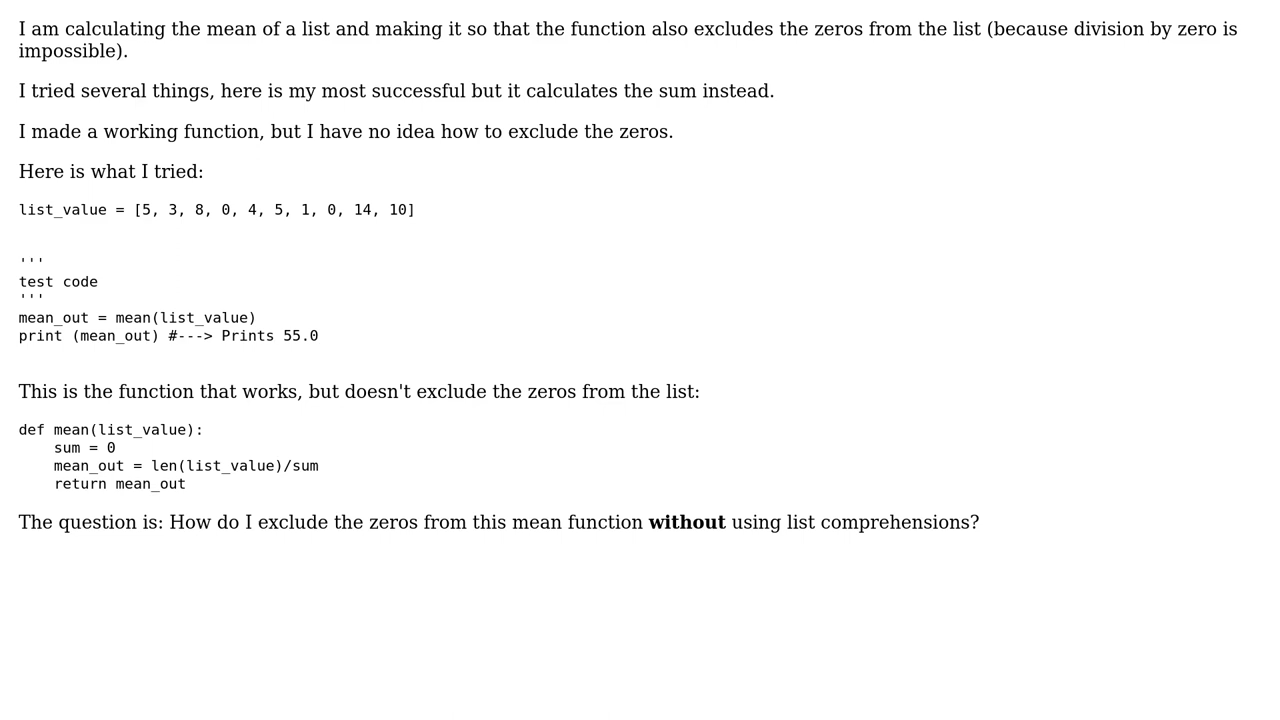 I am calculating the mean of a list and making it so that the function also excludes the zeros from the list (because division by zero is
impossible).
I tried several things, here is my most successful but it calculates the sum instead.
I made a working function, but I have no idea how to exclude the zeros.
Here is what I tried:
list_value = [5, 3, 8, 0, 4, 5, 1, 0, 14, 10]
'''
test code
'''
mean_out = mean(list_value)
print (mean_out) #---> Prints 55.0
This is the function that works, but doesn't exclude the zeros from the list:
def mean(list_value):
    sum = 0
    mean_out = len(list_value)/sum
    return mean_out
The question is: How do I exclude the zeros from this mean function without using list comprehensions?